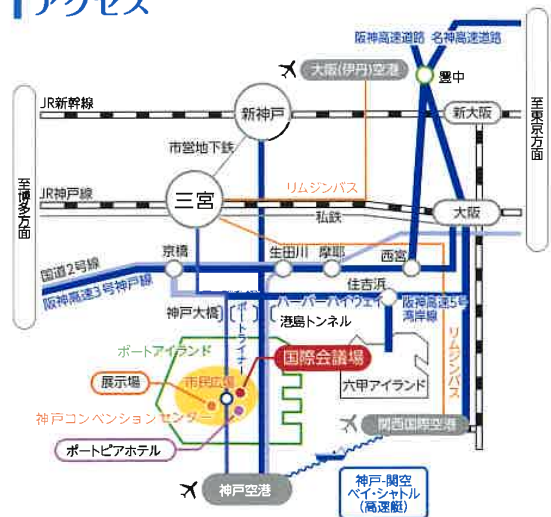 アクセス
阪神高速道路
名神高速道路
大阪(伊丹)空港
豊中
JR新幹線
新神戸
新大阪
至東京方面
市営地下鉄
至博多方面
リムジンバス
JR神戸線
三宮
私鉄
大阪
京橋
生田川
摩耶
西宮
国道2号線
阪神高速3号神戸線
住吉浜
ハーバーハイウェイ
阪神高速5号
湾岸線
神戸大橋
ポートライナー
港島トンネル
リムジンバス
ポートアイランド
国際会議場
六甲アイランド
展示場
市民広場
神戸コンベンションセンター
関西国際空港
ポートピアホテル
神戸空港
神戸-関空
ベイ・シャトル
(高速艇)